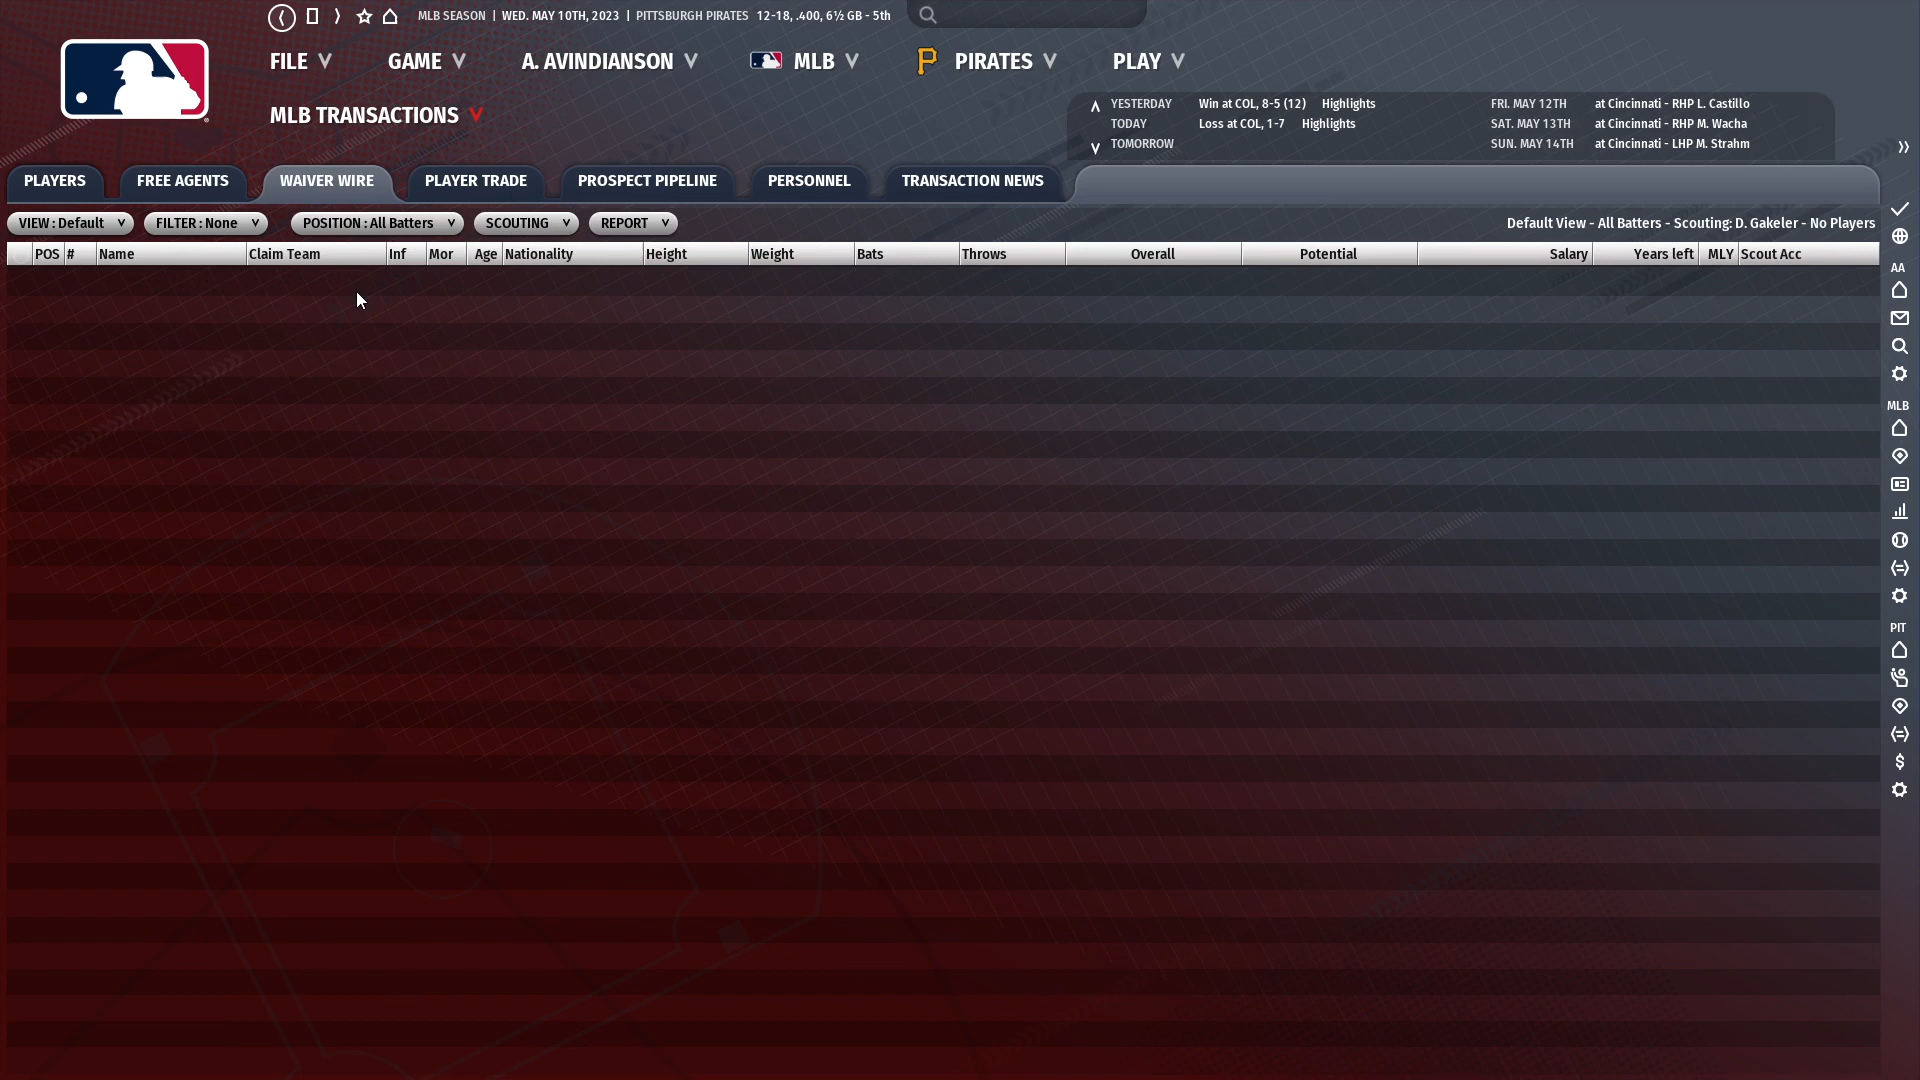 MLB SEASON | WED. MAY 10TH, 2023 | PITTSBURGH PIRATES 12-18, .400, 6½ GB - 5th
FILE GAME A. AVINDIANSON MLB PIRATES PLAY
MLB TRANSACTIONS
YESTERDAY Win at COL, 8-5 (12) Highlights FRI. MAY 12TH at Cincinnati - RHP L. Castillo
TODAY Loss at COL, 1-7 Highlights SAT. MAY 13TH at Cincinnati - RHP M. Wacha
TOMORROW SUN. MAY 14TH at Cincinnati - LHP M. Strahm
PLAYERS FREE AGENTS WAIVER WIRE PLAYER TRADE PROSPECT PIPELINE PERSONNEL TRANSACTION NEWS
VIEW : Default FILTER : None POSITION : All Batters SCOUTING REPORT Default View - All Batters - Scouting: D. Gakeler - No Players
POS # Name Claim Team Inf Mor Age Nationality Height Weight Bats Throws Overall Potential Salary Years left MLY Scout Acc
AA
MLB
PIT